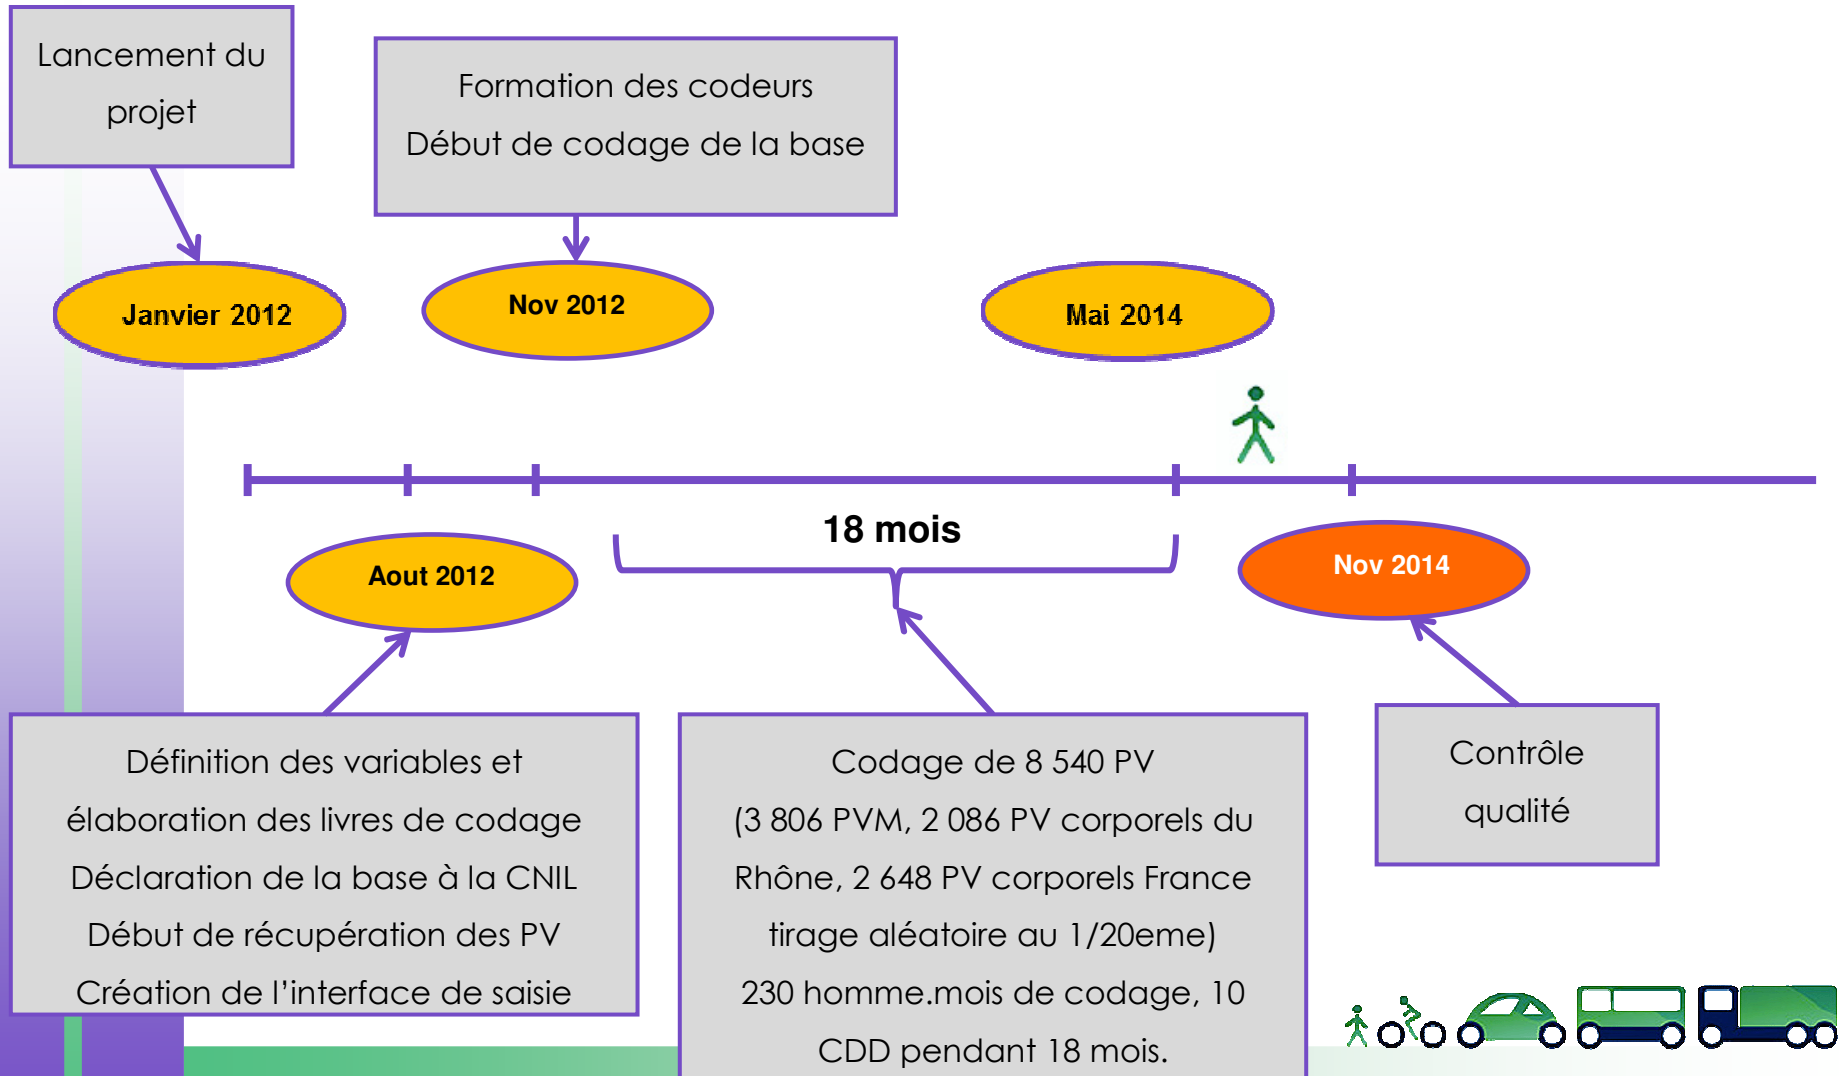 Lancement du
projet
Formation des codeurs
Début de codage de la base
Janvier 2012
Nov 2012
Mai 2014
18 mois
Aout 2012
Nov 2014
Définition des variables et
élaboration des livres de codage
Déclaration de la base à la CNIL
Début de récupération des PV
Création de l’interface de saisie
Codage de 8 540 PV
(3 806 PVM, 2 086 PV corporels du
Rhône, 2 648 PV corporels France
tirage aléatoire au 1/20eme)
230 homme.mois de codage, 10
CDD pendant 18 mois.
Contrôle
qualité